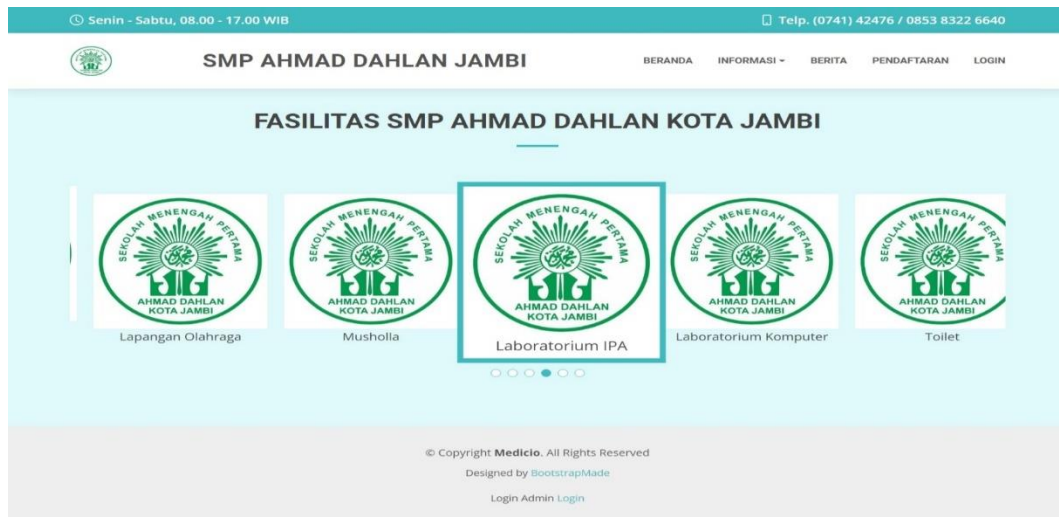 Senin - Sabtu, 08.00 - 17.00 WIB
Telp. (0741) 42476 / 0853 8322 6640
SMP AHMAD DAHLAN JAMBI
BERANDA INFORMASI BERITA PENDAFTARAN LOGIN
FASILITAS SMP AHMAD DAHLAN KOTA JAMBI
SEKOLAH MENENGAH PERTAMA
AHMAD DAHLAN
KOTA JAMBI
Lapangan Olahraga
SEKOLAH MENENGAH PERTAMA
AHMAD DAHLAN
KOTA JAMBI
Musholla
SEKOLAH MENENGAH PERTAMA
AHMAD DAHLAN
KOTA JAMBI
Laboratorium IPA
SEKOLAH MENENGAH PERTAMA
AHMAD DAHLAN
KOTA JAMBI
Laboratorium Komputer
SEKOLAH MENENGAH PERTAMA
AHMAD DAHLAN
KOTA JAMBI
Toilet
© Copyright Medicio. All Rights Reserved
Designed by BootstrapMade
Login Admin Login